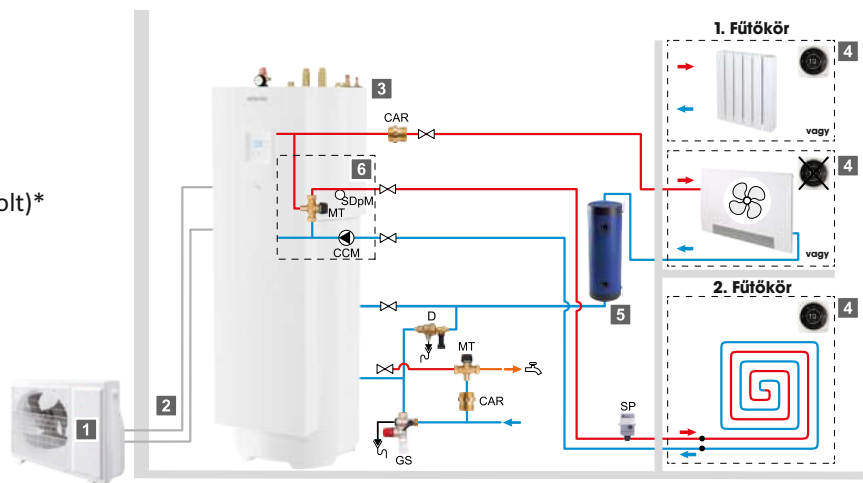 1. Fűtőkör
4
vagy
4
vagy
3
CAR
6
SDpM
MT
CCM
olt)*
5
2. Fűtőkör
4
D
MT
CAR
SP
GS
2
1